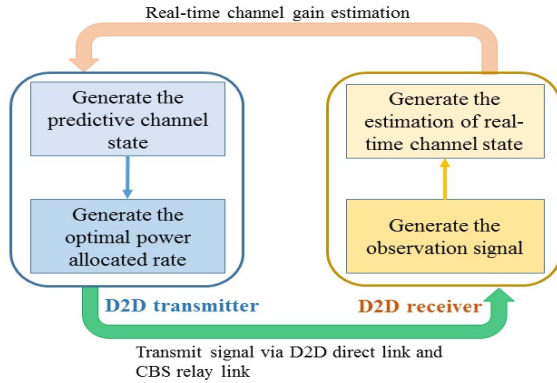 Real-time channel gain estimation
Generate the
predictive channel
state
Generate the
optimal power
allocated rate
D2D transmitter
Generate the
estimation of real-
time channel state
Generate the
observation signal
D2D receiver
Transmit signal via D2D direct link and
CBS relay link